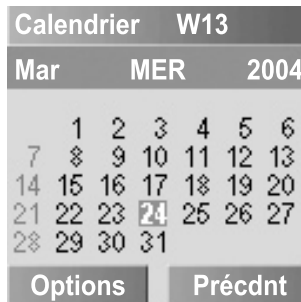 Calendrier W13
Mar MER 2004
1 2 3 4 5 6
7 8 9 10 11 12 13
14 15 16 17 18 19 20
21 22 23 24 25 26 27
28 29 30 31
Options Précdnt